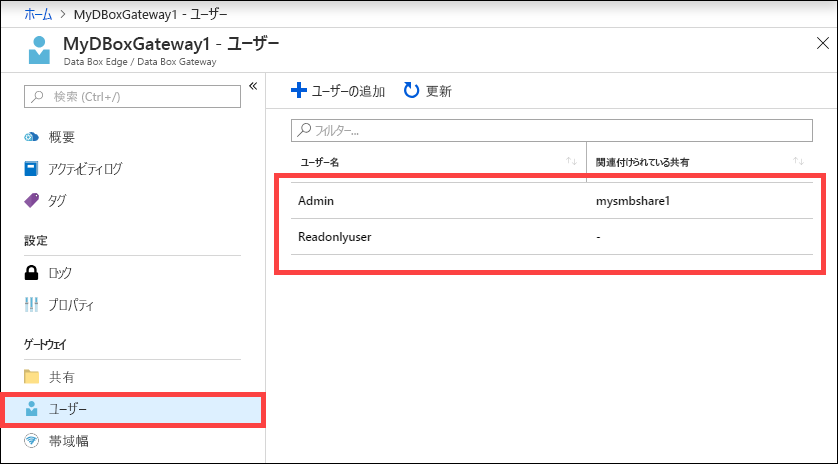 ホーム > MyDBoxGateway1 - ユーザー
MyDBoxGateway1 - ユーザー
Data Box Edge / Data Box Gateway
検索 (Ctrl+/)
概要
アクティビティログ
タグ
設定
ロック
プロパティ
ゲートウェイ
共有
ユーザー
帯域幅
ユーザーの追加 更新
フィルター...
ユーザー名 関連付けられている共有
Admin mysmbshare1
Readonlyuser -